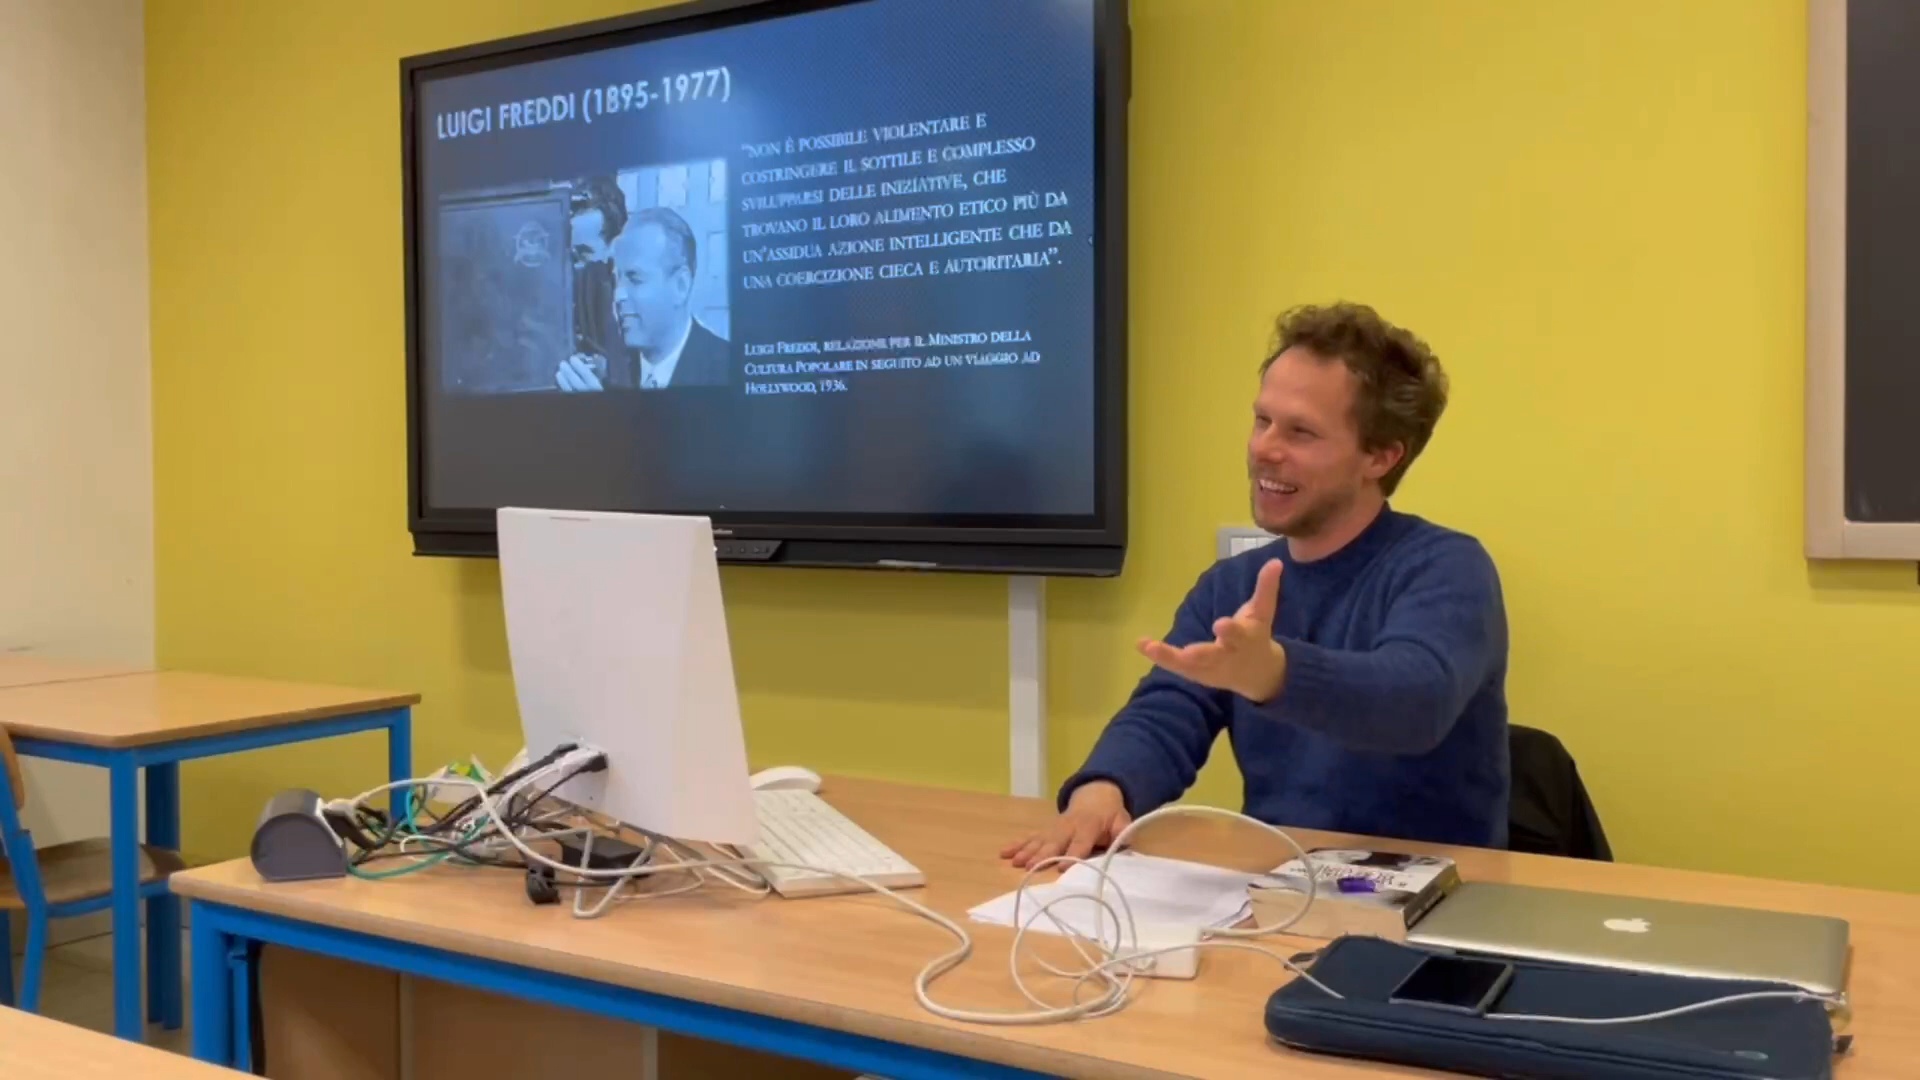 LUIGI FREDDI (1895-1977)
"NON È POSSIBILE VIOLENTARE E
COSTRINGERE IL SOTTILE E COMPLESSO
SVILUPPARSI DELLE INIZIATIVE, CHE
TROVANO IL LORO ALIMENTO ETICO PIÙ DA
UN'ASSIDUA AZIONE INTELLIGENTE CHE DA
UNA COERCIZIONE CIECA E AUTORITARIA".
LUIGI FREDDI, RELAZIONE PER IL MINISTRO DELLA
CULTURA POPOLARE IN SEGUITO AD UN VIAGGIO AD
HOLLYWOOD, 1936.